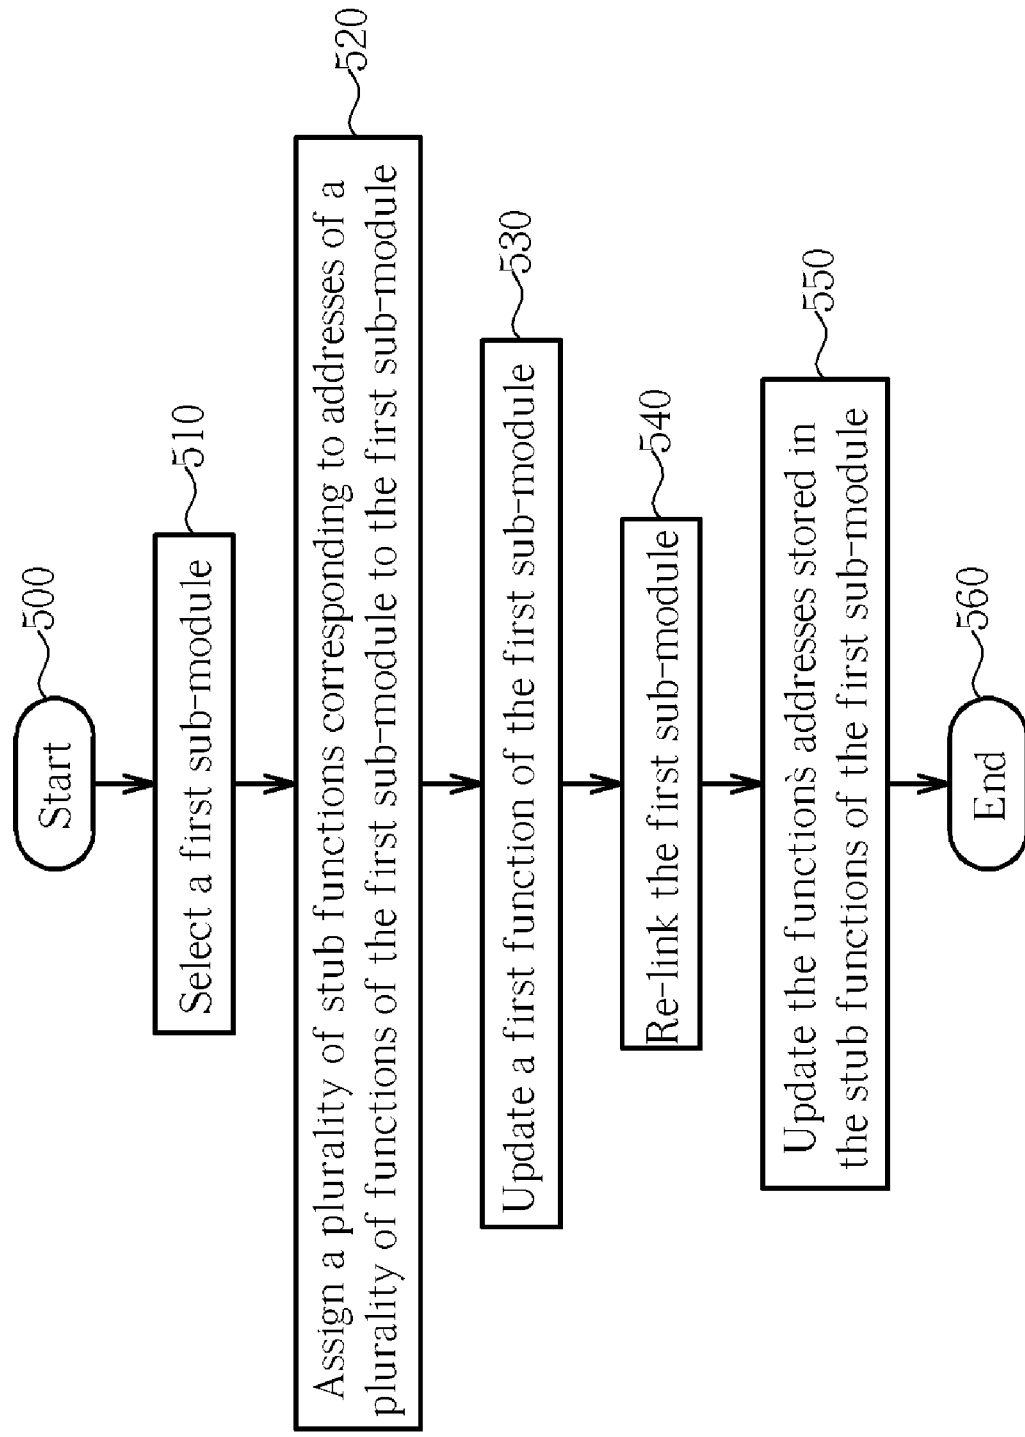 Start
500
Select a first sub-module
510
Assign a plurality of stub functions corresponding to addresses of a
plurality of functions of the first sub-module to the first sub-module
520
Update a first function of the first sub-module
530
Re-link the first sub-module
540
Update the function's addresses stored in
the stub functions of the first sub-module
550
End
560